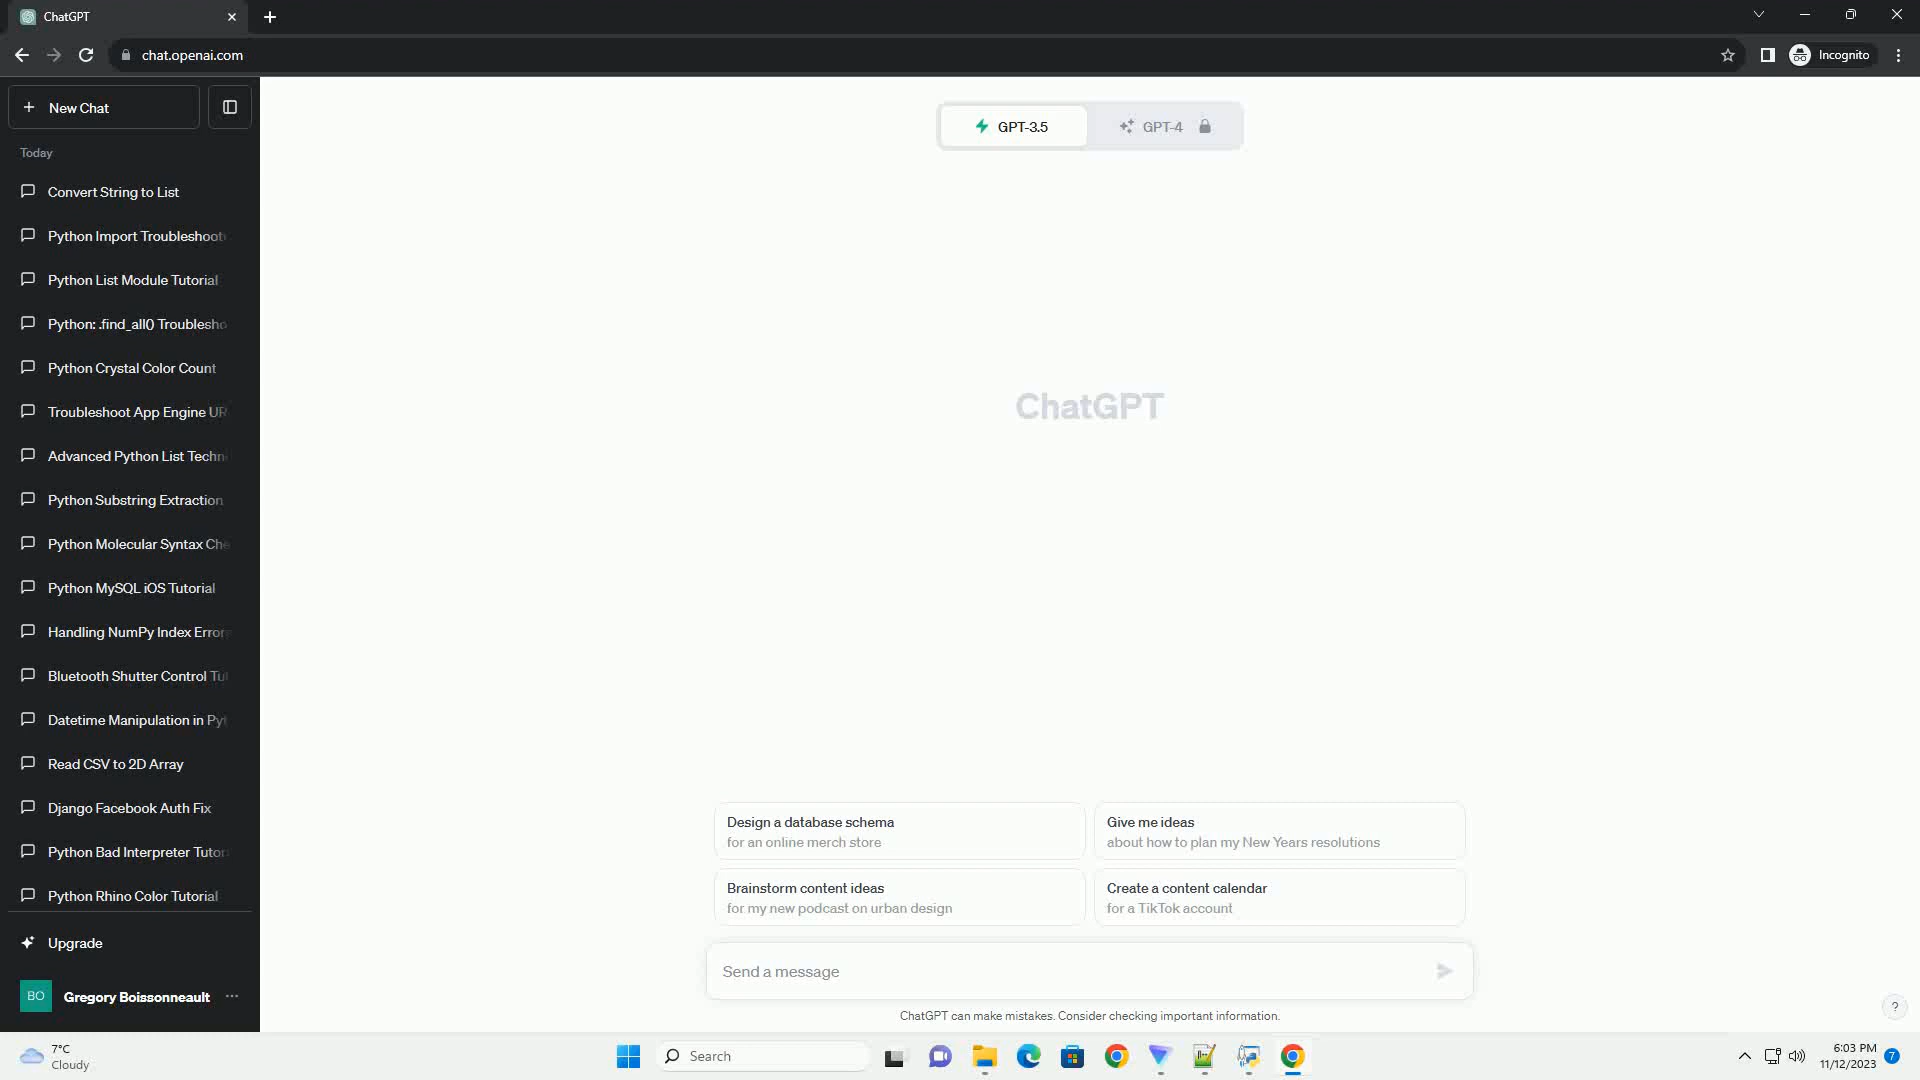 ChatGPT
chat.openai.com
Incognito
New Chat
GPT-3.5
GPT-4
Today
Convert String to List
Python Import Troubleshoot
Python List Module Tutorial
Python: .find_all() Troublesho
Python Crystal Color Count
Troubleshoot App Engine UR
Advanced Python List Techn
Python Substring Extraction
Python Molecular Syntax Che
Python MySQL iOS Tutorial
Handling NumPy Index Error
Bluetooth Shutter Control Tu
Datetime Manipulation in Pyt
Read CSV to 2D Array
Django Facebook Auth Fix
Python Bad Interpreter Tutor
Python Rhino Color Tutorial
Upgrade
BO
Gregory Boissonneault
ChatGPT
Design a database schema
for an online merch store
Give me ideas
about how to plan my New Years resolutions
Brainstorm content ideas
for my new podcast on urban design
Create a content calendar
for a TikTok account
Send a message
ChatGPT can make mistakes. Consider checking important information.
?
7°C
Cloudy
Search
6:03 PM
11/12/2023
7